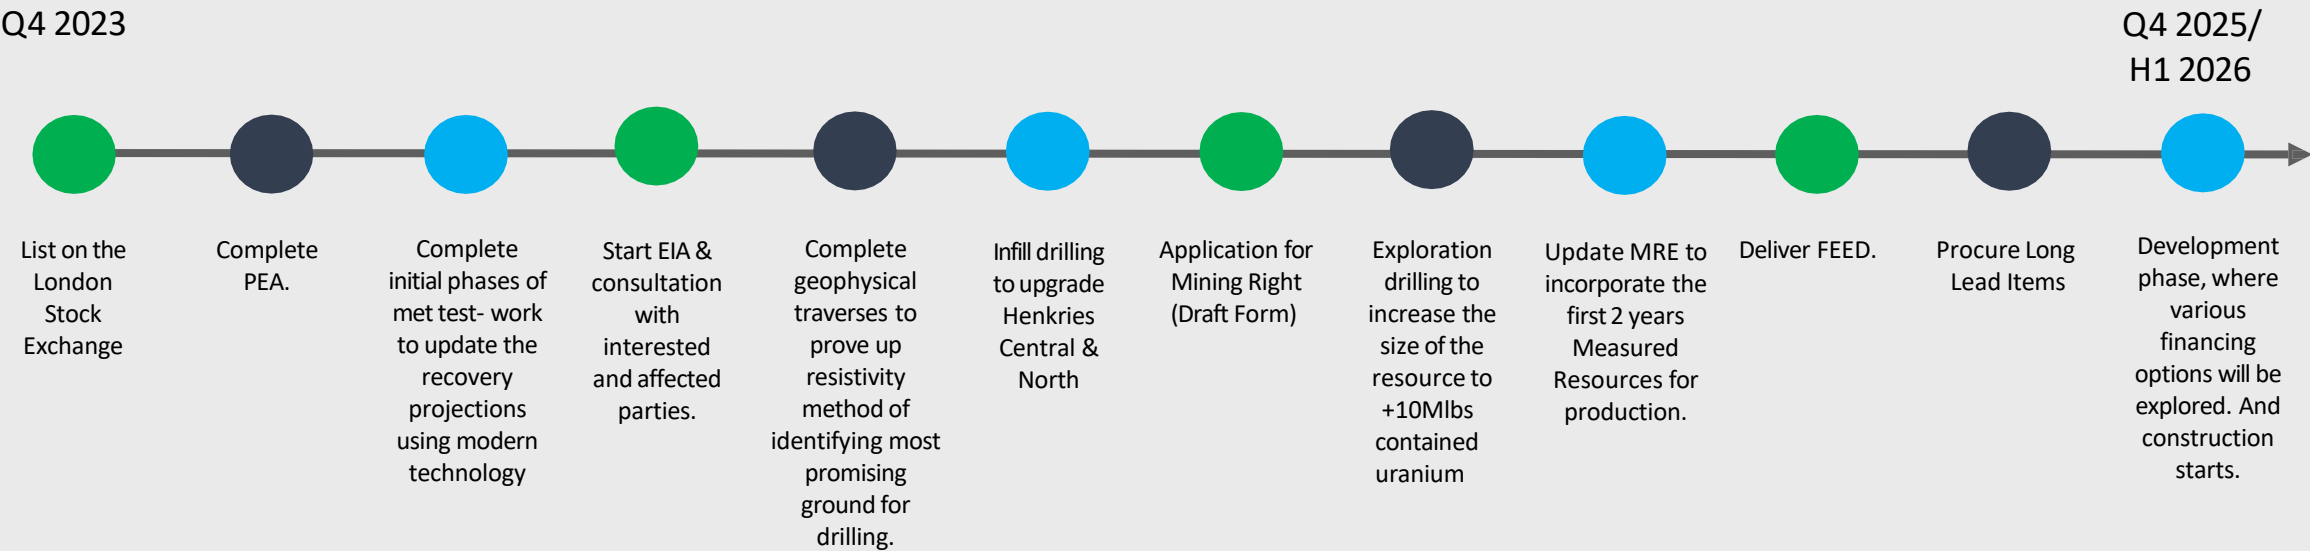 Q4 2023
Q4 2025/
H1 2026
List on the
London
Stock
Exchange
Complete
PEA.
Complete
initial phases of
met test- work
to update the
recovery
projections
using modern
technology
Start EIA &
consultation
with
interested
and affected
parties.
Complete
geophysical
traverses to
prove up
resistivity
method of
identifying most
promising
ground for
drilling.
Infill drilling
to upgrade
Henkries
Central &
North
Application for
Mining Right
(Draft Form)
Exploration
drilling to
increase the
size of the
resource to
+10Mlbs
contained
uranium
Update MRE to
incorporate the
first 2 years
Measured
Resources for
production.
Deliver FEED.
Procure Long
Lead Items
Development
phase, where
various
financing
options will be
explored. And
construction
starts.